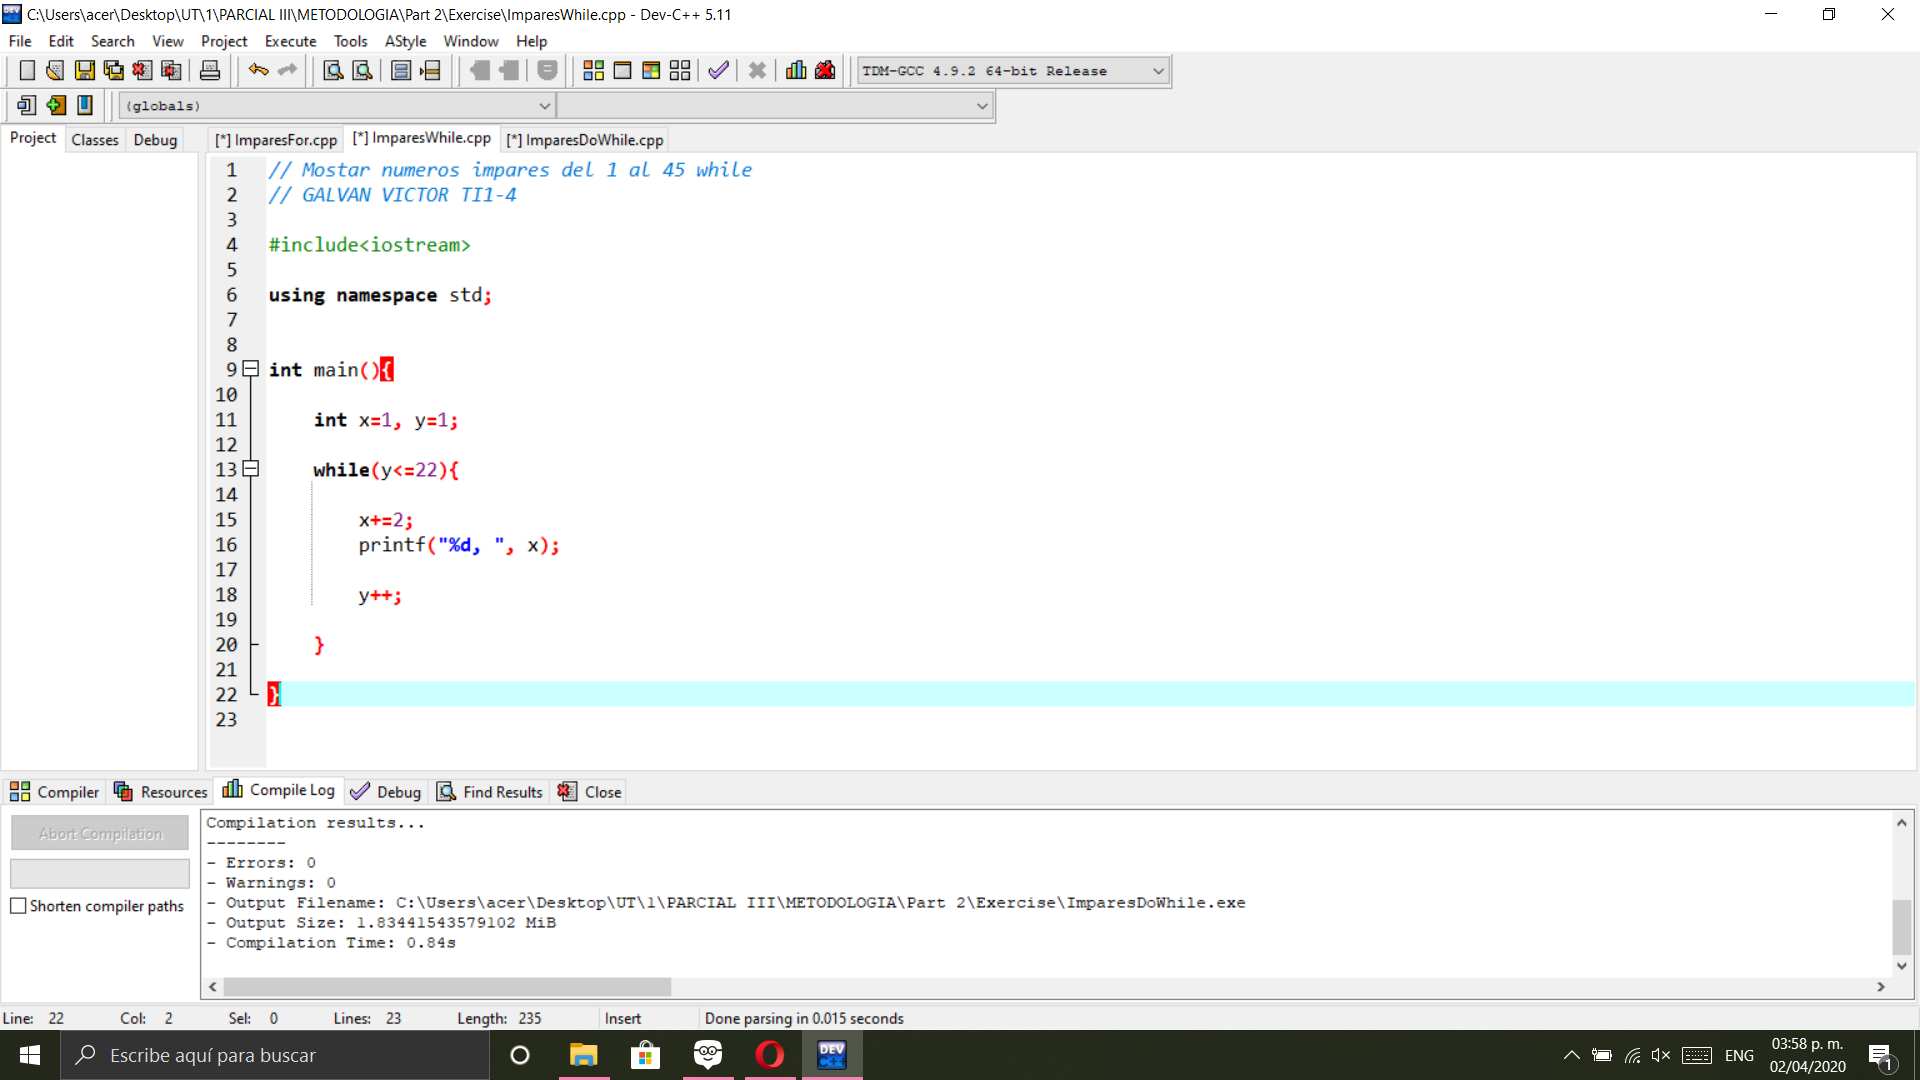 C:\Users\acer\Desktop\UT\1\PARCIAL III\METODOLOGIA\Part 2\Exercise\ImparesWhile.cpp - Dev-C++ 5.11
File Edit Search View Project Execute Tools AStyle Window Help
TDM-GCC 4.9.2 64-bit Release
(globals)
Project Classes Debug [*] ImparesFor.cpp [*] ImparesWhile.cpp [*] ImparesDoWhile.cpp
1 // Mostar numeros impares del 1 al 45 while
2 // GALVAN VICTOR TI1-4
3
4 #include<iostream>
5
6 using namespace std;
7
8
9 int main(){
10
11 int x=1, y=1;
12
13 while(y<=22){
14
15 x+=2;
16 printf("%d, ", x);
17
18 y++;
19
20 }
21
22 }
23
Compiler Resources Compile Log Debug Find Results Close
Abort Compilation
Shorten compiler paths
Compilation results...
--------
- Errors: 0
- Warnings: 0
- Output Filename: C:\Users\acer\Desktop\UT\1\PARCIAL III\METODOLOGIA\Part 2\Exercise\ImparesDoWhile.exe
- Output Size: 1.83441543579102 MiB
- Compilation Time: 0.84s
Line: 22 Col: 2 Sel: 0 Lines: 23 Length: 235 Insert Done parsing in 0.015 seconds
Escribe aquí para buscar
DEV C++
ENG
03:58 p. m.
02/04/2020
1